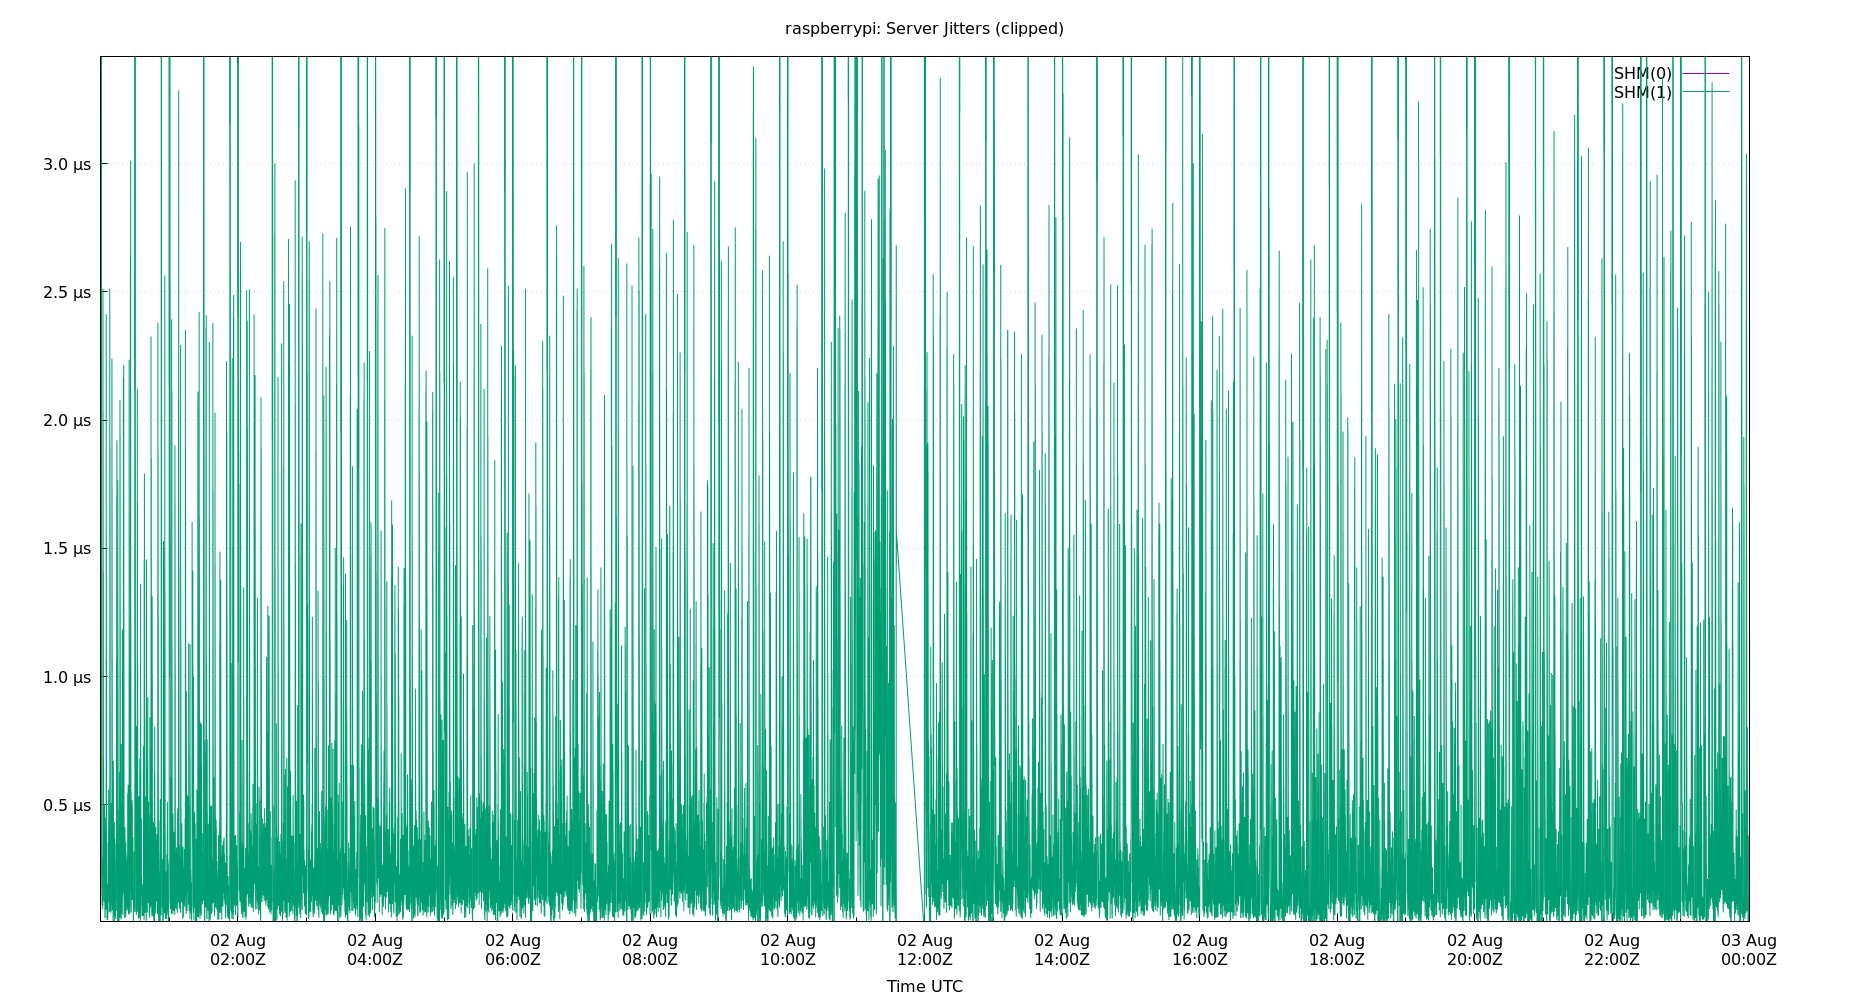 raspberrypi: Server Jitters (clipped)
SHM(0)
SHM(1)
3.0 µs
2.5 µs
2.0 µs
1.5 µs
1.0 µs
0.5 µs
02 Aug 02 Aug 02 Aug 02 Aug 02 Aug 02 Aug 02 Aug 02 Aug 02 Aug 02 Aug 02 Aug 03 Aug
02:00Z 04:00Z 06:00Z 08:00Z 10:00Z 12:00Z 14:00Z 16:00Z 18:00Z 20:00Z 22:00Z 00:00Z
Time UTC